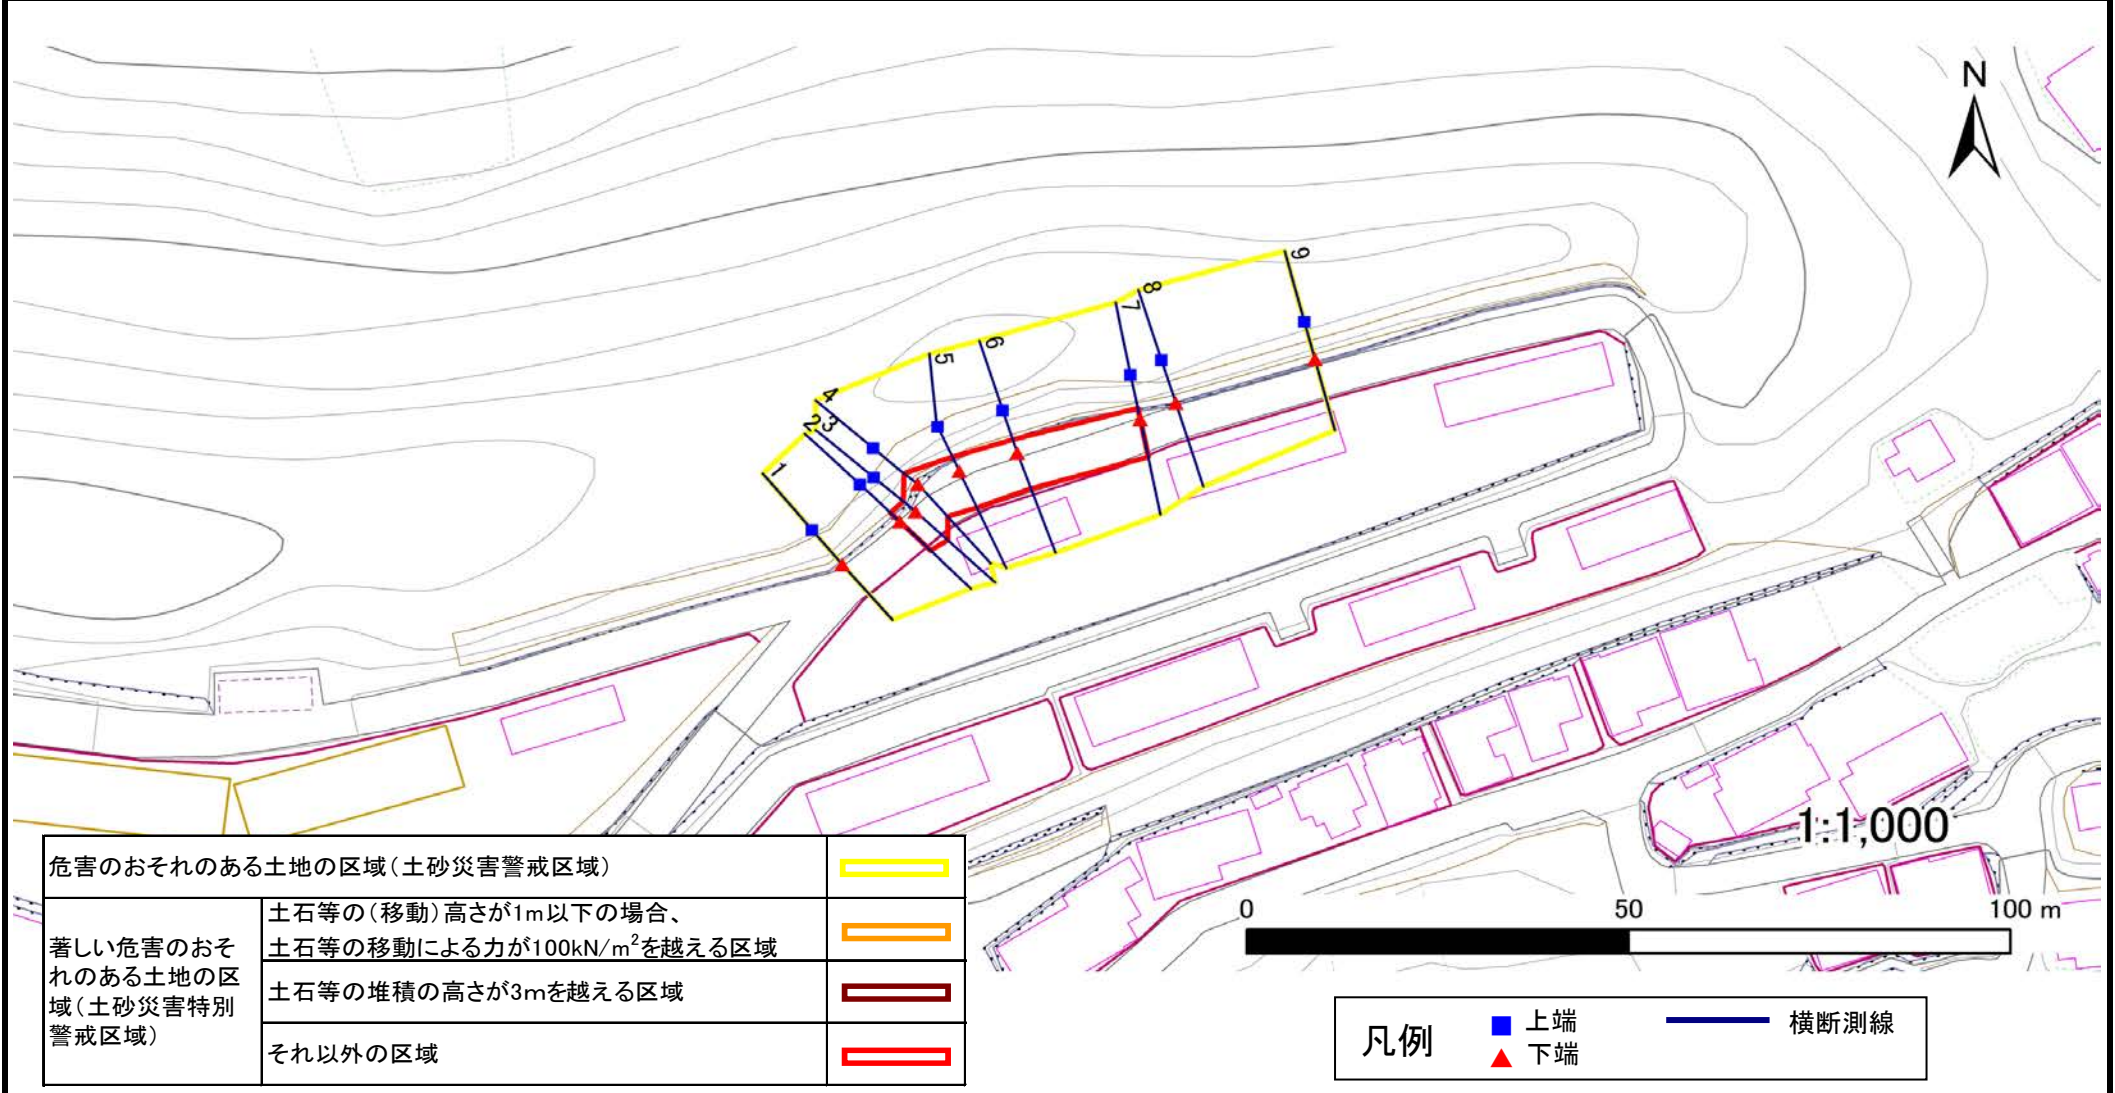 N
9
8
7
6
5
4
3
2
1
1:1,000
0 50 100 m
危害のおそれのある土地の区域(土砂災害警戒区域)
著しい危害のおそ
れのある土地の区
域(土砂災害特別
警戒区域)
土石等の(移動)高さが1m以下の場合、
土石等の移動による力が100kN/m²を越える区域
土石等の堆積の高さが3mを越える区域
それ以外の区域
凡例
上端
下端
横断測線